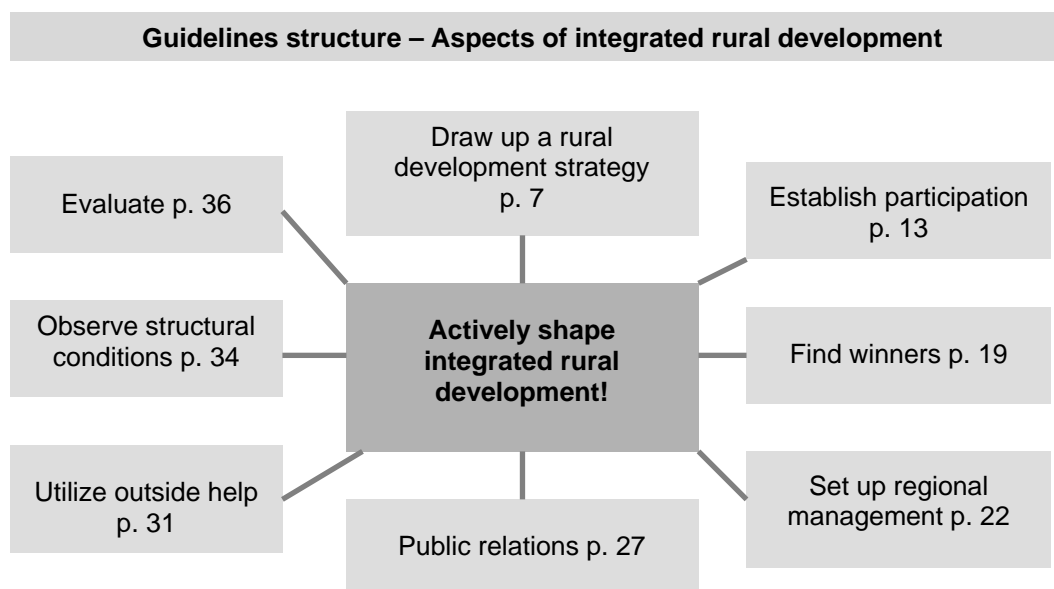 Guidelines structure – Aspects of integrated rural development
Draw up a rural
development strategy
p. 7
Establish participation
p. 13
Find winners p. 19
Set up regional
management p. 22
Public relations p. 27
Utilize outside help
p. 31
Observe structural
conditions p. 34
Evaluate p. 36
Actively shape
integrated rural
development!